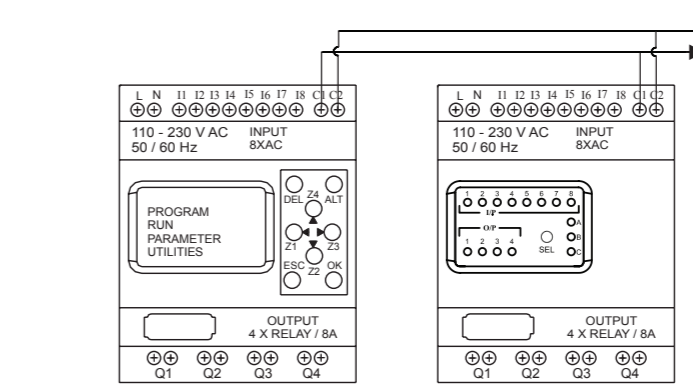 L N I1 I2 I3 I4 I5 I6 I7 I8 C1 C2
110 - 230 V AC INPUT
50 / 60 Hz 8XAC
PROGRAM
RUN
PARAMETER
UTILITIES
DEL Z4 ALT
Z1 Z3
ESC Z2 OK
OUTPUT
4 X RELAY / 8A
Q1 Q2 Q3 Q4
L N I1 I2 I3 I4 I5 I6 I7 I8 C1 C2
110 - 230 V AC INPUT
50 / 60 Hz 8XAC
1 2 3 4 5 6 7 8
I/P
A
O/P
B
1 2 3 4
SEL
C
OUTPUT
4 X RELAY / 8A
Q1 Q2 Q3 Q4